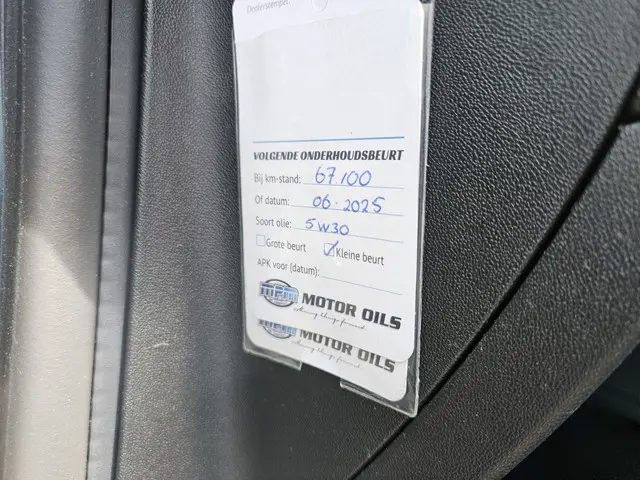 Dealerstempel
VOLGENDE ONDERHOUDSBEURT
Bij km-stand: 67100
Of datum: 06-2025
Soort olie: 5W30
Grote beurt Kleine beurt
APK voor (datum):
MOTOR OILS
MOTOR OILS